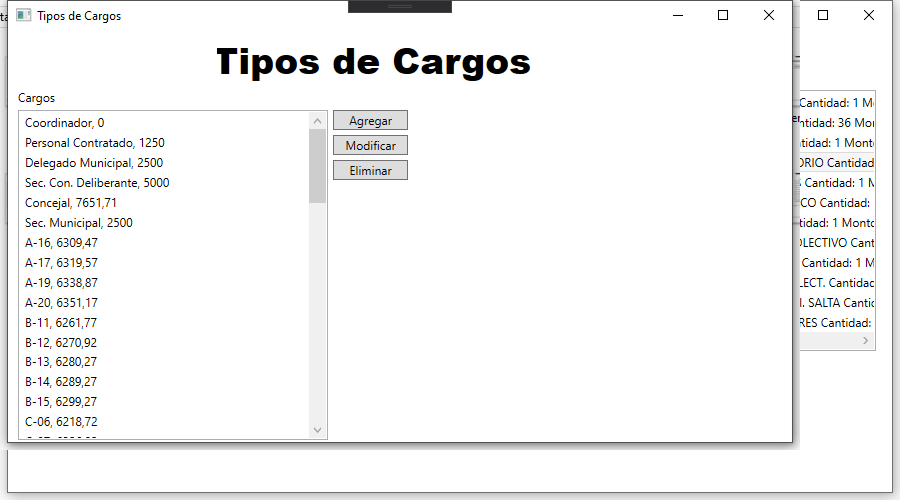 Tipos de Cargos
Tipos de Cargos
Cargos
Coordinador, 0
Personal Contratado, 1250
Delegado Municipal, 2500
Sec. Con. Deliberante, 5000
Concejal, 7651,71
Sec. Municipal, 2500
A-16, 6309,47
A-17, 6319,57
A-19, 6338,87
A-20, 6351,17
B-11, 6261,77
B-12, 6270,92
B-13, 6280,27
B-14, 6289,27
B-15, 6299,27
C-06, 6218,72
Agregar
Modificar
Eliminar
Cantidad: 1
ntidad: 36
tidad: 1 Monto
ORIO Cantidad
Cantidad: 1
CO Cantidad:
tidad: 1 Monto
OLECTIVO Cant
Cantidad: 1
LECT. Cantidad
I. SALTA Cantid
RES Cantidad: